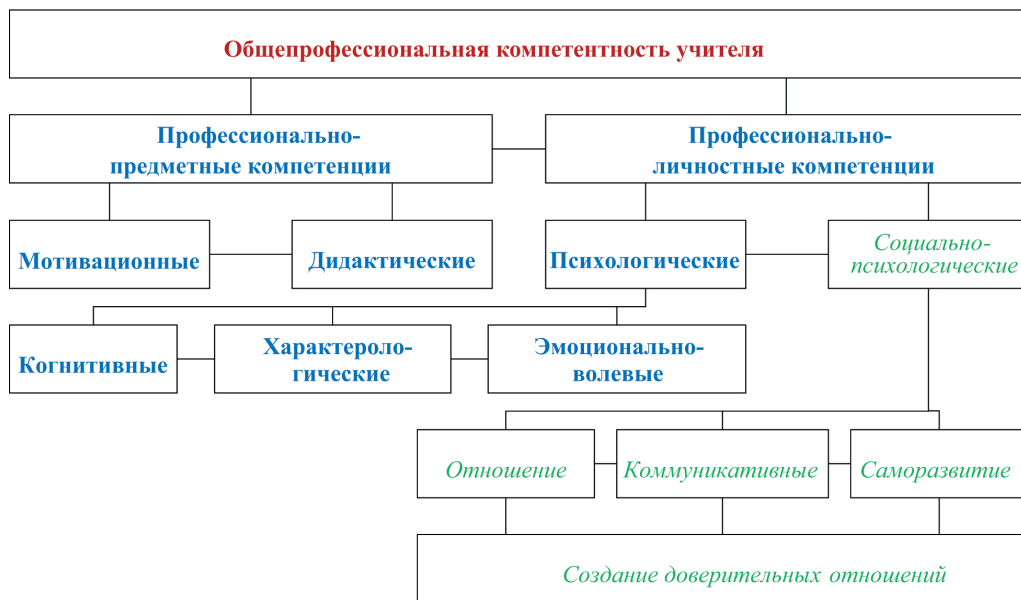 Общепрофессиональная компетентность учителя
Профессионально-
предметные компетенции
Профессионально-
личностные компетенции
Мотивационные
Дидактические
Психологические
Социально-
психологические
Когнитивные
Характероло-
гические
Эмоционально-
волевые
Отношение
Коммуникативные
Саморазвитие
Создание доверительных отношений